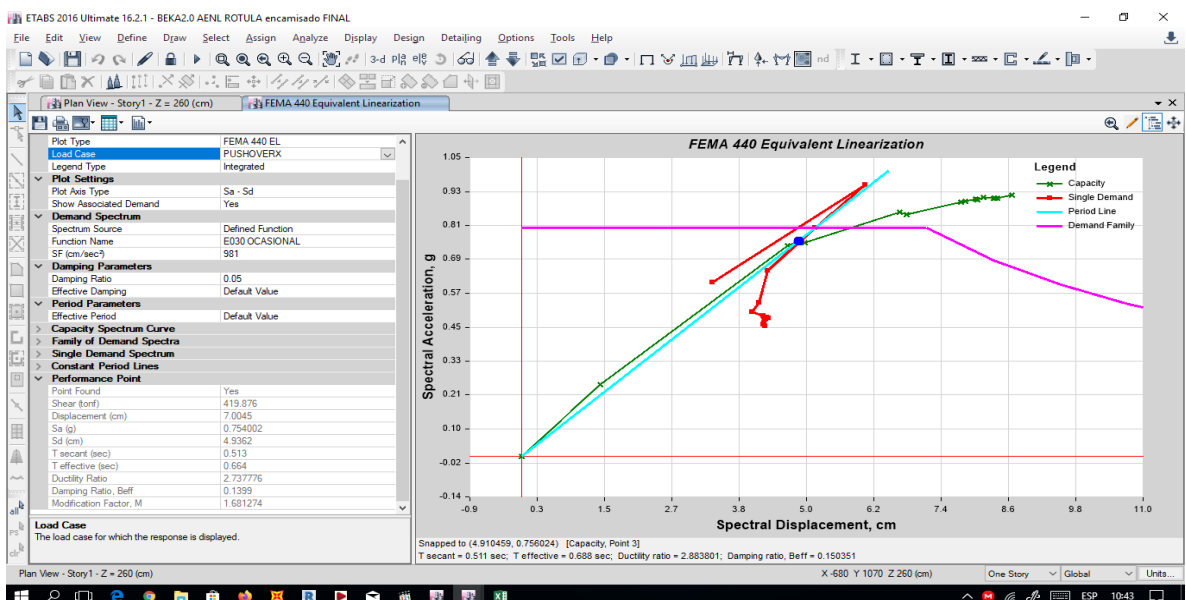 ETABS 2016 Ultimate 16.2.1 - BEKA2.0 AENL ROTULA encamisado FINAL
File Edit View Define Draw Select Assign Analyze Display Design Detailing Options Tools Help
3-d
nd
Plan View - Story1 - Z = 260 (cm)
FEMA 440 Equivalent Linearization
Plot Type FEMA 440 EL
Load Case PUSHOVERX
Legend Type Integrated
Plot Settings
Plot Axis Type Sa - Sd
Show Associated Demand Yes
Demand Spectrum
Spectrum Source Defined Function
Function Name E030 OCASIONAL
SF (cm/sec²) 981
Damping Parameters
Damping Ratio 0.05
Effective Damping Default Value
Period Parameters
Effective Period Default Value
Capacity Spectrum Curve
Family of Demand Spectra
Single Demand Spectrum
Constant Period Lines
Performance Point
Point Found Yes
Shear (tonf) 419.876
Displacement (cm) 7.0045
Sa (g) 0.754002
Sd (cm) 4.9362
T secant (sec) 0.513
T effective (sec) 0.664
Ductility Ratio 2.737776
Damping Ratio, Beff 0.1399
Modification Factor, M 1.681274
Load Case
The load case for which the response is displayed.
all
ps
clr
FEMA 440 Equivalent Linearization
Legend
Capacity
Single Demand
Period Line
Demand Family
Spectral Acceleration, g
1.05
0.93
0.81
0.69
0.57
0.45
0.33
0.21
0.10
-0.02
-0.14
-0.9 0.3 1.5 2.7 3.8 5.0 6.2 7.4 8.6 9.8 11.0
Spectral Displacement, cm
Snapped to (4.910459, 0.756024) [Capacity, Point 3]
T secant = 0.511 sec; T effective = 0.688 sec; Ductility ratio = 2.883801; Damping ratio, Beff = 0.150351
Plan View - Story1 - Z = 260 (cm)
X -680 Y 1070 Z 260 (cm)
One Story
Global
Units...
ESP 10:43